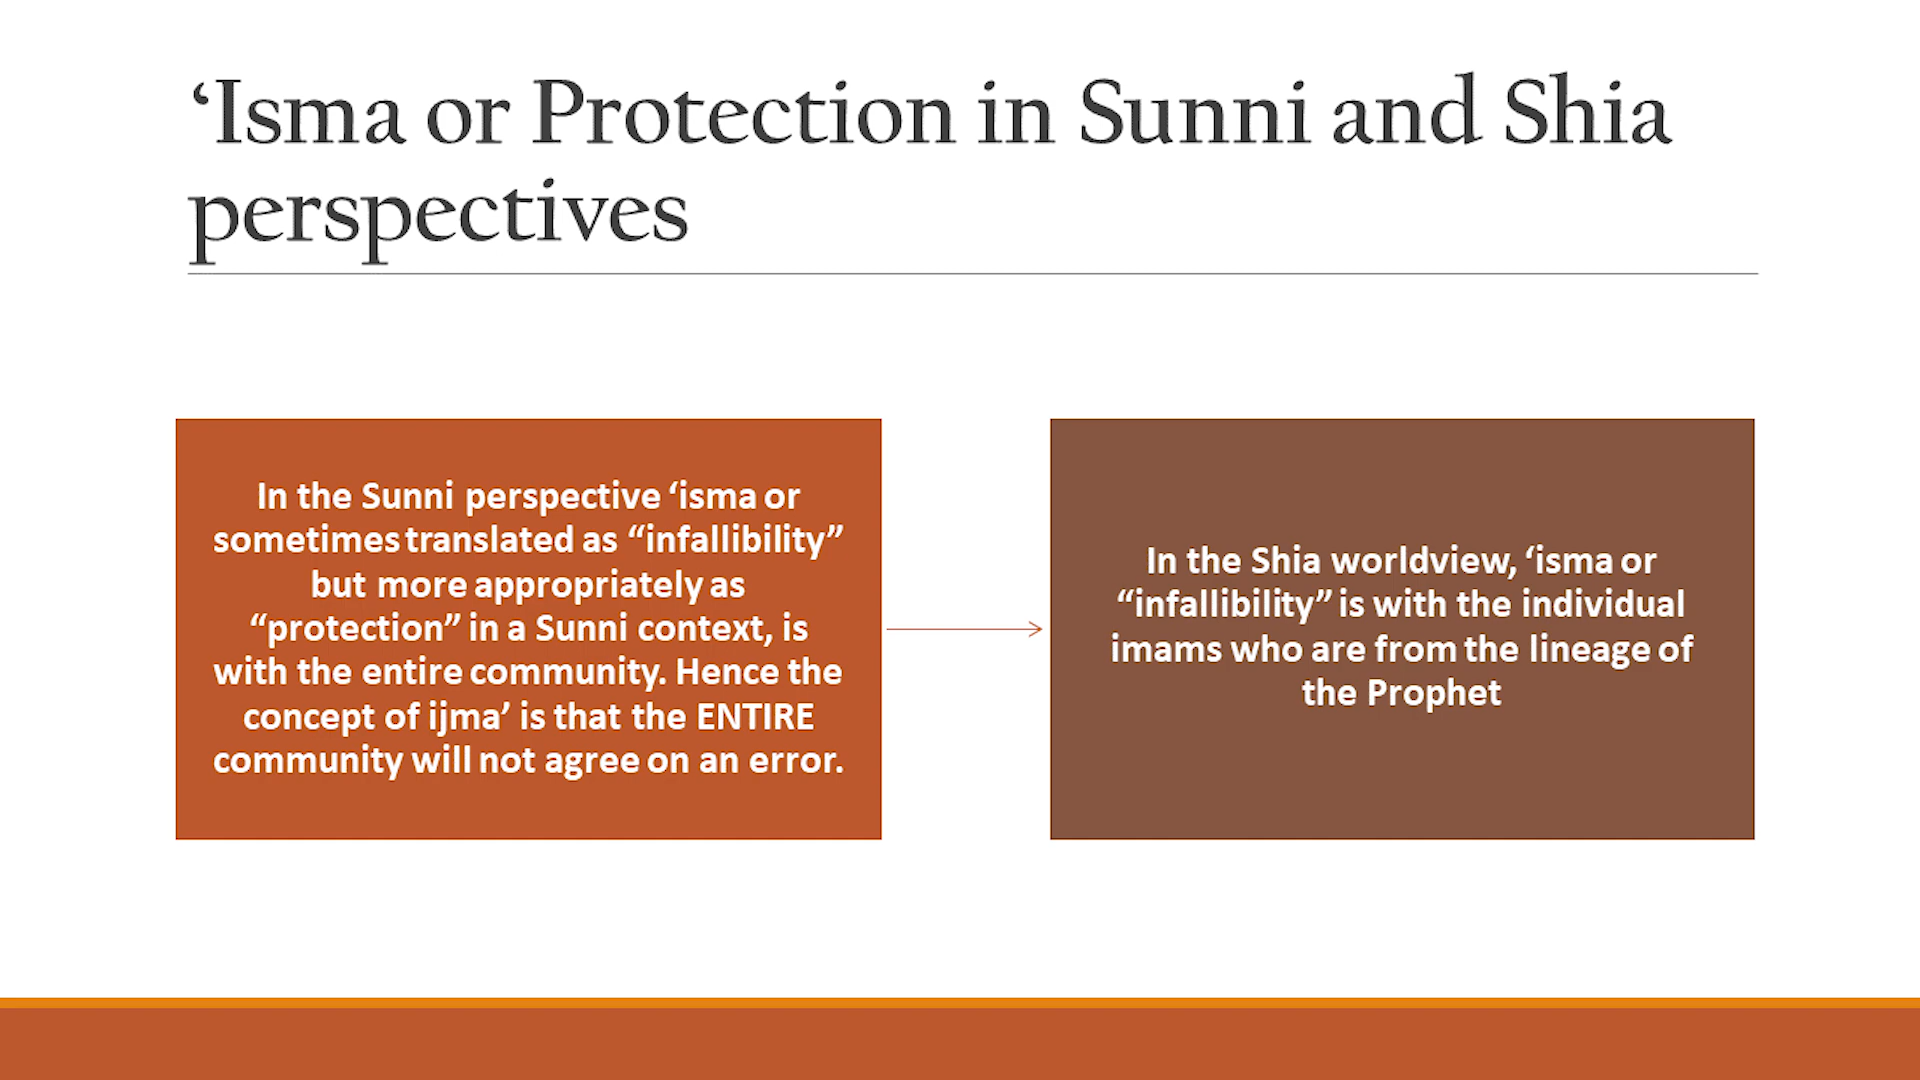 ‘Isma or Protection in Sunni and Shia
perspectives
In the Sunni perspective ‘isma or
sometimes translated as “infallibility”
but more appropriately as
“protection” in a Sunni context, is
with the entire community. Hence the
concept of ijma’ is that the ENTIRE
community will not agree on an error.
In the Shia worldview, ‘isma or
“infallibility” is with the individual
imams who are from the lineage of
the Prophet